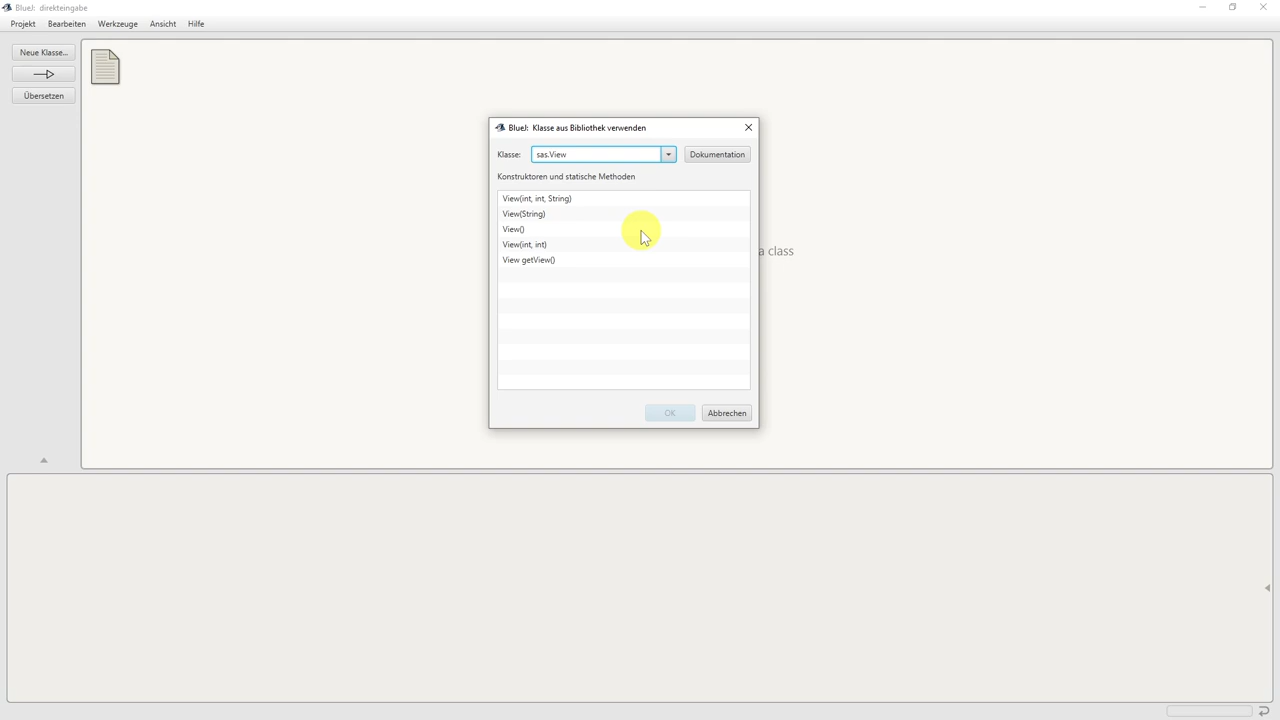 BlueJ: direkteingabe
Projekt Bearbeiten Werkzeuge Ansicht Hilfe
Neue Klasse...
Übersetzen
BlueJ: Klasse aus Bibliothek verwenden
Klasse: sas.View Dokumentation
Konstruktoren und statische Methoden
View(int, int, String)
View(String)
View()
a class
View(int, int)
View getView()
OK Abbrechen